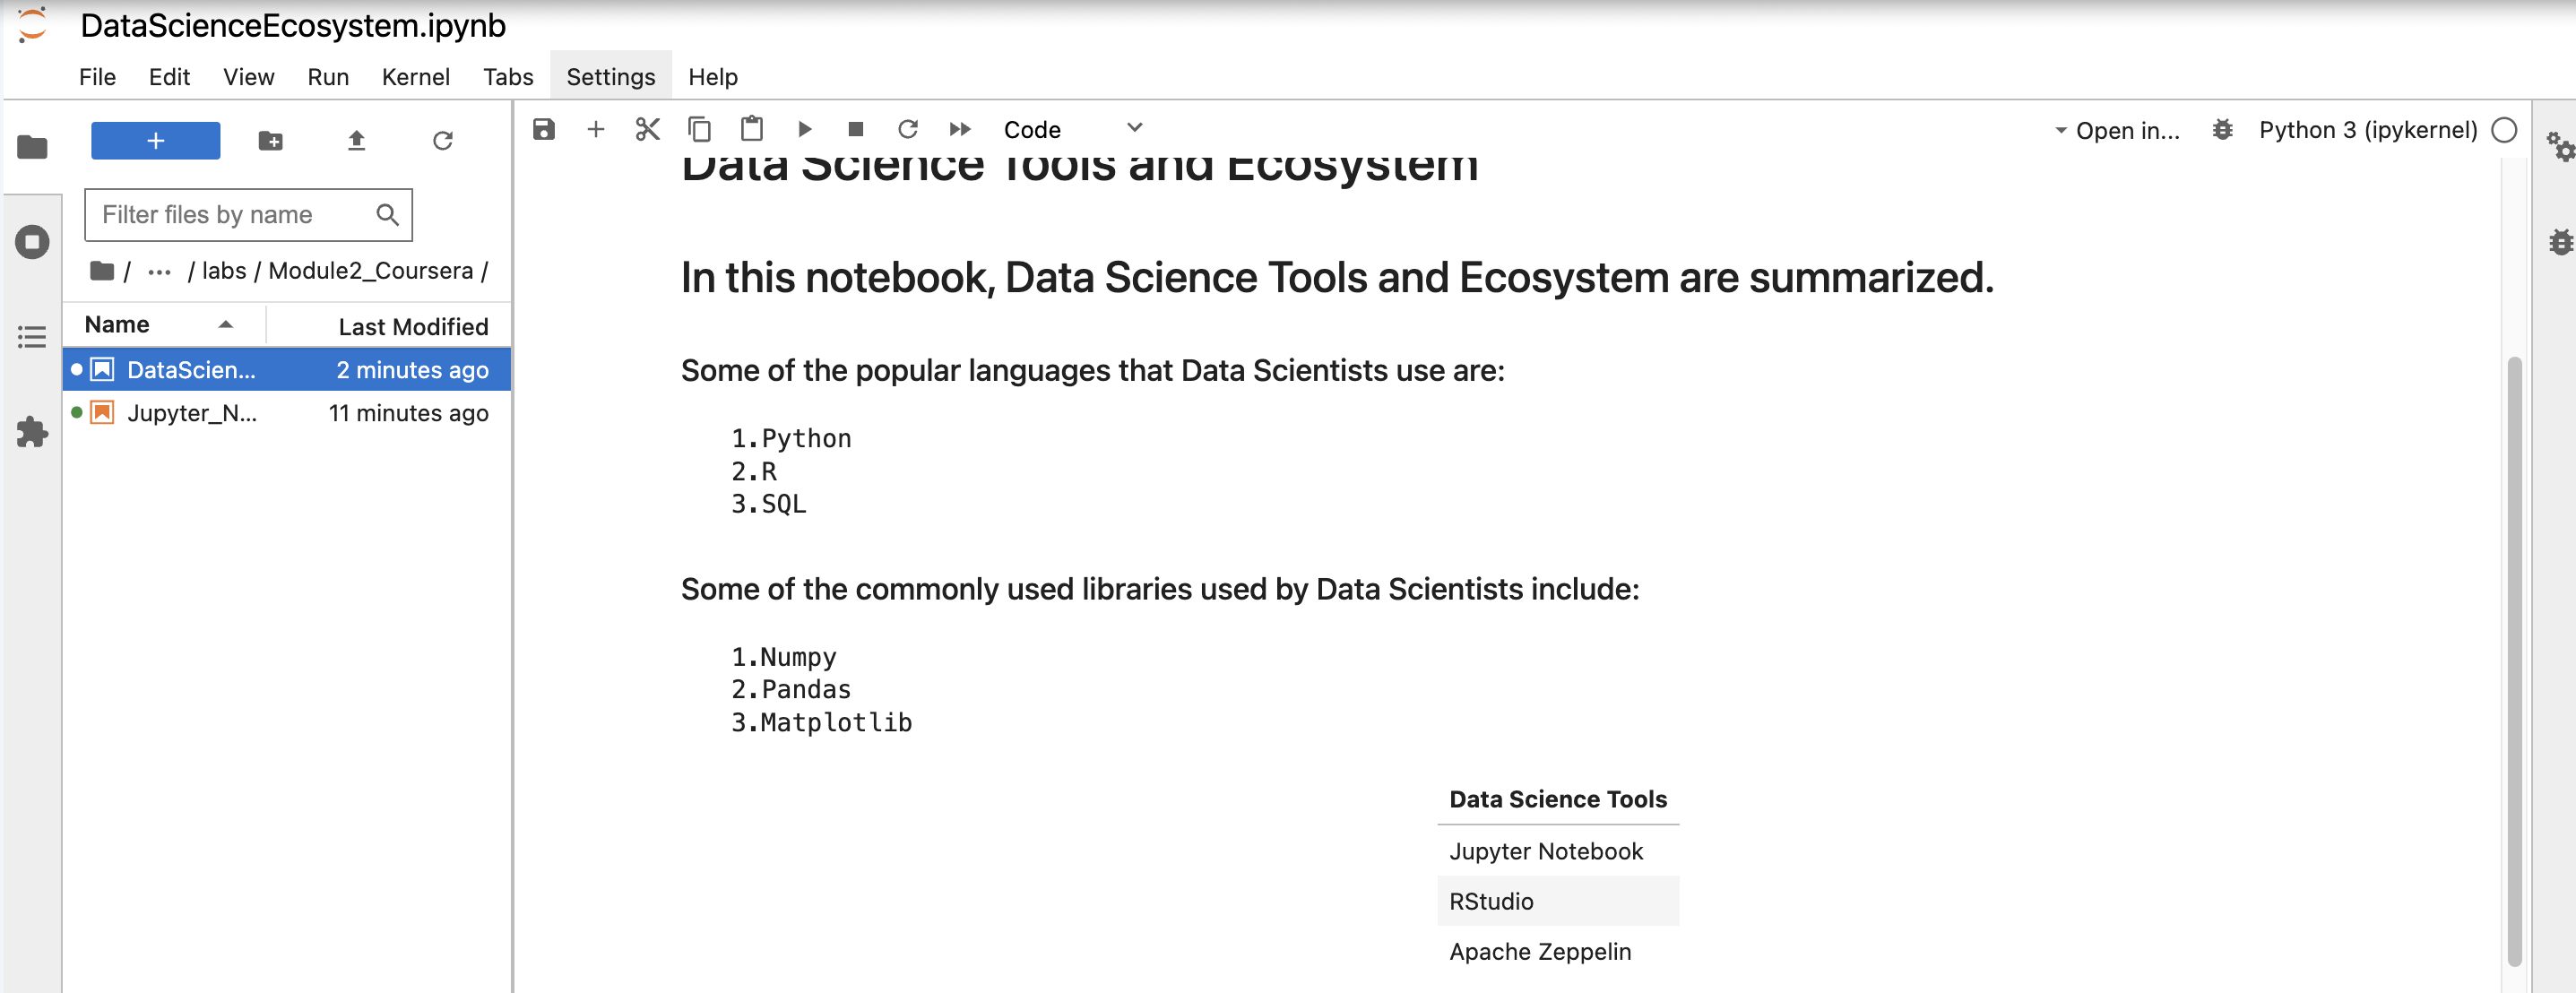 DataScienceEcosystem.ipynb
File Edit View Run Kernel Tabs Settings Help
Filter files by name
/ ··· / labs / Module2_Coursera /
Name Last Modified
DataScien... 2 minutes ago
Jupyter_N... 11 minutes ago
Code
Open in...
Python 3 (ipykernel)
Data Science Tools and Ecosystem
In this notebook, Data Science Tools and Ecosystem are summarized.
Some of the popular languages that Data Scientists use are:
1.Python
2.R
3.SQL
Some of the commonly used libraries used by Data Scientists include:
1.Numpy
2.Pandas
3.Matplotlib
Data Science Tools
Jupyter Notebook
RStudio
Apache Zeppelin